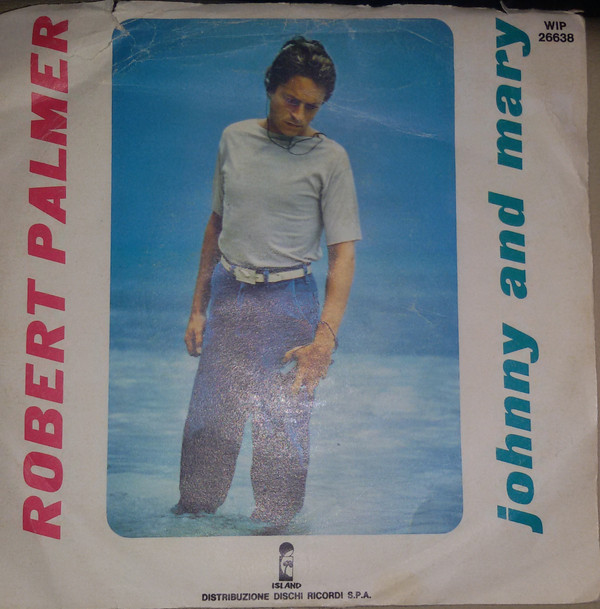 ROBERT PALMER
WIP
26638
johnny and mary
ISLAND
DISTRIBUZIONE DISCHI RICORDI S.P.A.